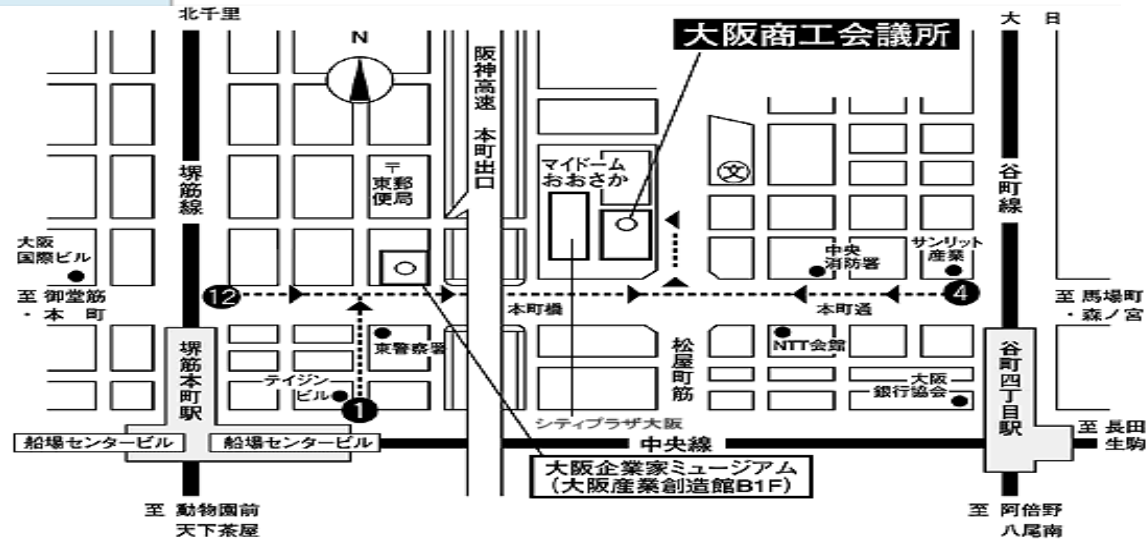 北千里
大 日
N
大阪商工会議所
阪神高速 本町出口
堺筋線
〒
東郵
便局
マイドーム
おおさか
文
谷町線
大阪
国際ビル
中央
消防署
サンリット
産業
至 御堂筋
・本 町
12
本町橋
本町通
4
至 馬場町
・森ノ宮
堺筋本町駅
東警察署
松屋町筋
NTT会館
谷町四丁目駅
テイジン
ビル
1
大阪
銀行協会
シティプラザ大阪
船場センタービル
船場センタービル
中央線
至 長田
生駒
大阪企業家ミュージアム
（大阪産業創造館B1F）
至 動物園前
天下茶屋
至 阿倍野
八尾南